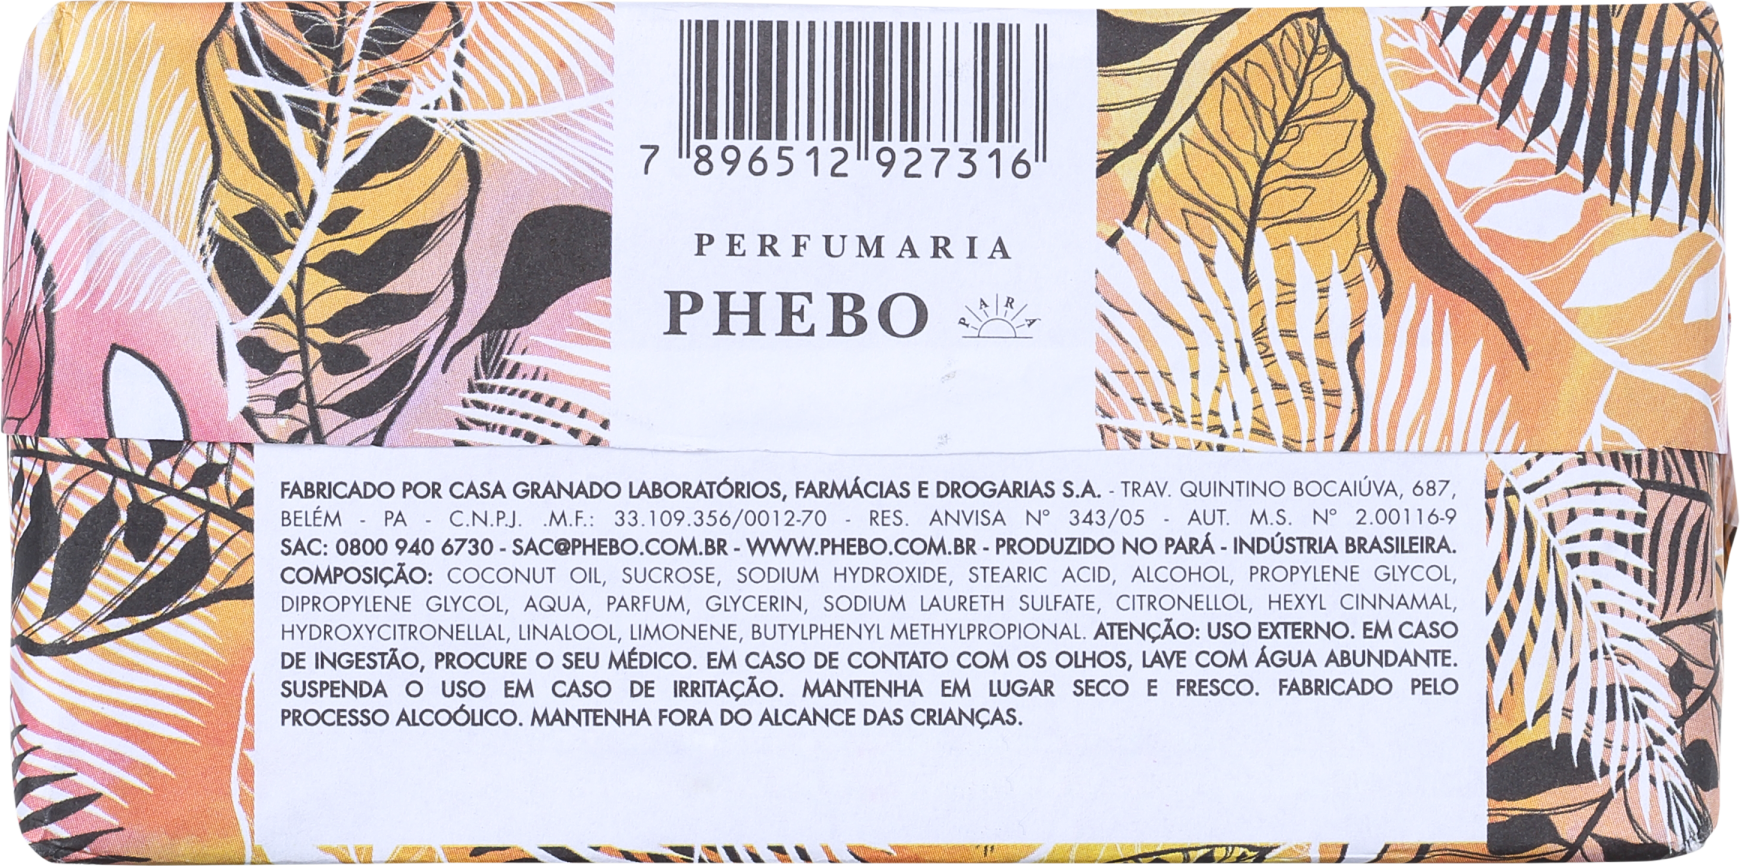 7 896512 927316
PERFUMARIA
PHEBO PARÁ
FABRICADO POR CASA GRANADO LABORATÓRIOS, FARMÁCIAS E DROGARIAS S.A. - TRAV. QUINTINO BOCAIÚVA, 687,
BELÉM - PA - C.N.P.J. .M.F.: 33.109.356/0012-70 - RES. ANVISA N° 343/05 - AUT. M.S. N° 2.00116-9
SAC: 0800 940 6730 - SAC@PHEBO.COM.BR - WWW.PHEBO.COM.BR - PRODUZIDO NO PARÁ - INDÚSTRIA BRASILEIRA.
COMPOSIÇÃO: COCONUT OIL, SUCROSE, SODIUM HYDROXIDE, STEARIC ACID, ALCOHOL, PROPYLENE GLYCOL,
DIPROPYLENE GLYCOL, AQUA, PARFUM, GLYCERIN, SODIUM LAURETH SULFATE, CITRONELLOL, HEXYL CINNAMAL,
HYDROXYCITRONELLAL, LINALOOL, LIMONENE, BUTYLPHENYL METHYLPROPIONAL. ATENÇÃO: USO EXTERNO. EM CASO
DE INGESTÃO, PROCURE O SEU MÉDICO. EM CASO DE CONTATO COM OS OLHOS, LAVE COM ÁGUA ABUNDANTE.
SUSPENDA O USO EM CASO DE IRRITAÇÃO. MANTENHA EM LUGAR SECO E FRESCO. FABRICADO PELO
PROCESSO ALCOÓLICO. MANTENHA FORA DO ALCANCE DAS CRIANÇAS.